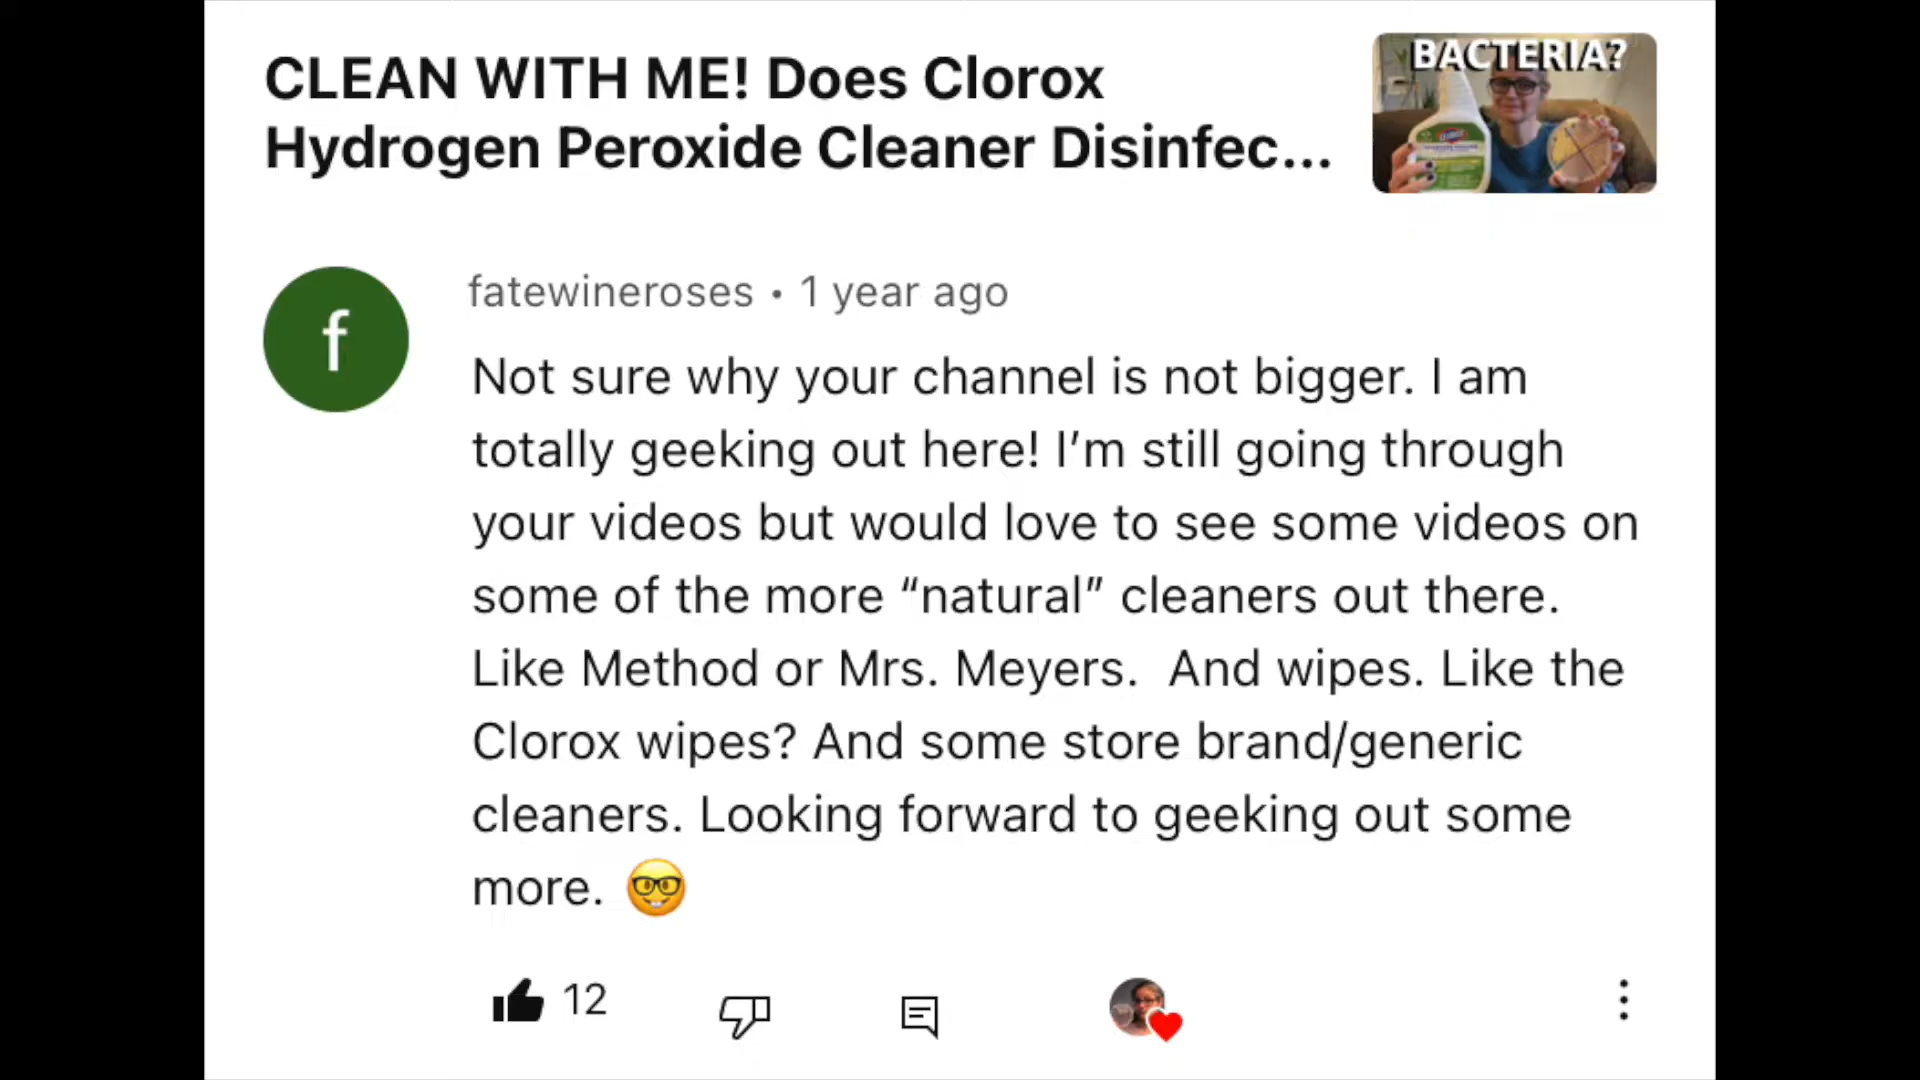 CLEAN WITH ME! Does Clorox
Hydrogen Peroxide Cleaner Disinfec...
BACTERIA?
CLOROX
f
fatewineroses • 1 year ago
Not sure why your channel is not bigger. I am
totally geeking out here! I’m still going through
your videos but would love to see some videos on
some of the more “natural” cleaners out there.
Like Method or Mrs. Meyers.  And wipes. Like the
Clorox wipes? And some store brand/generic
cleaners. Looking forward to geeking out some
more. 🤓
12